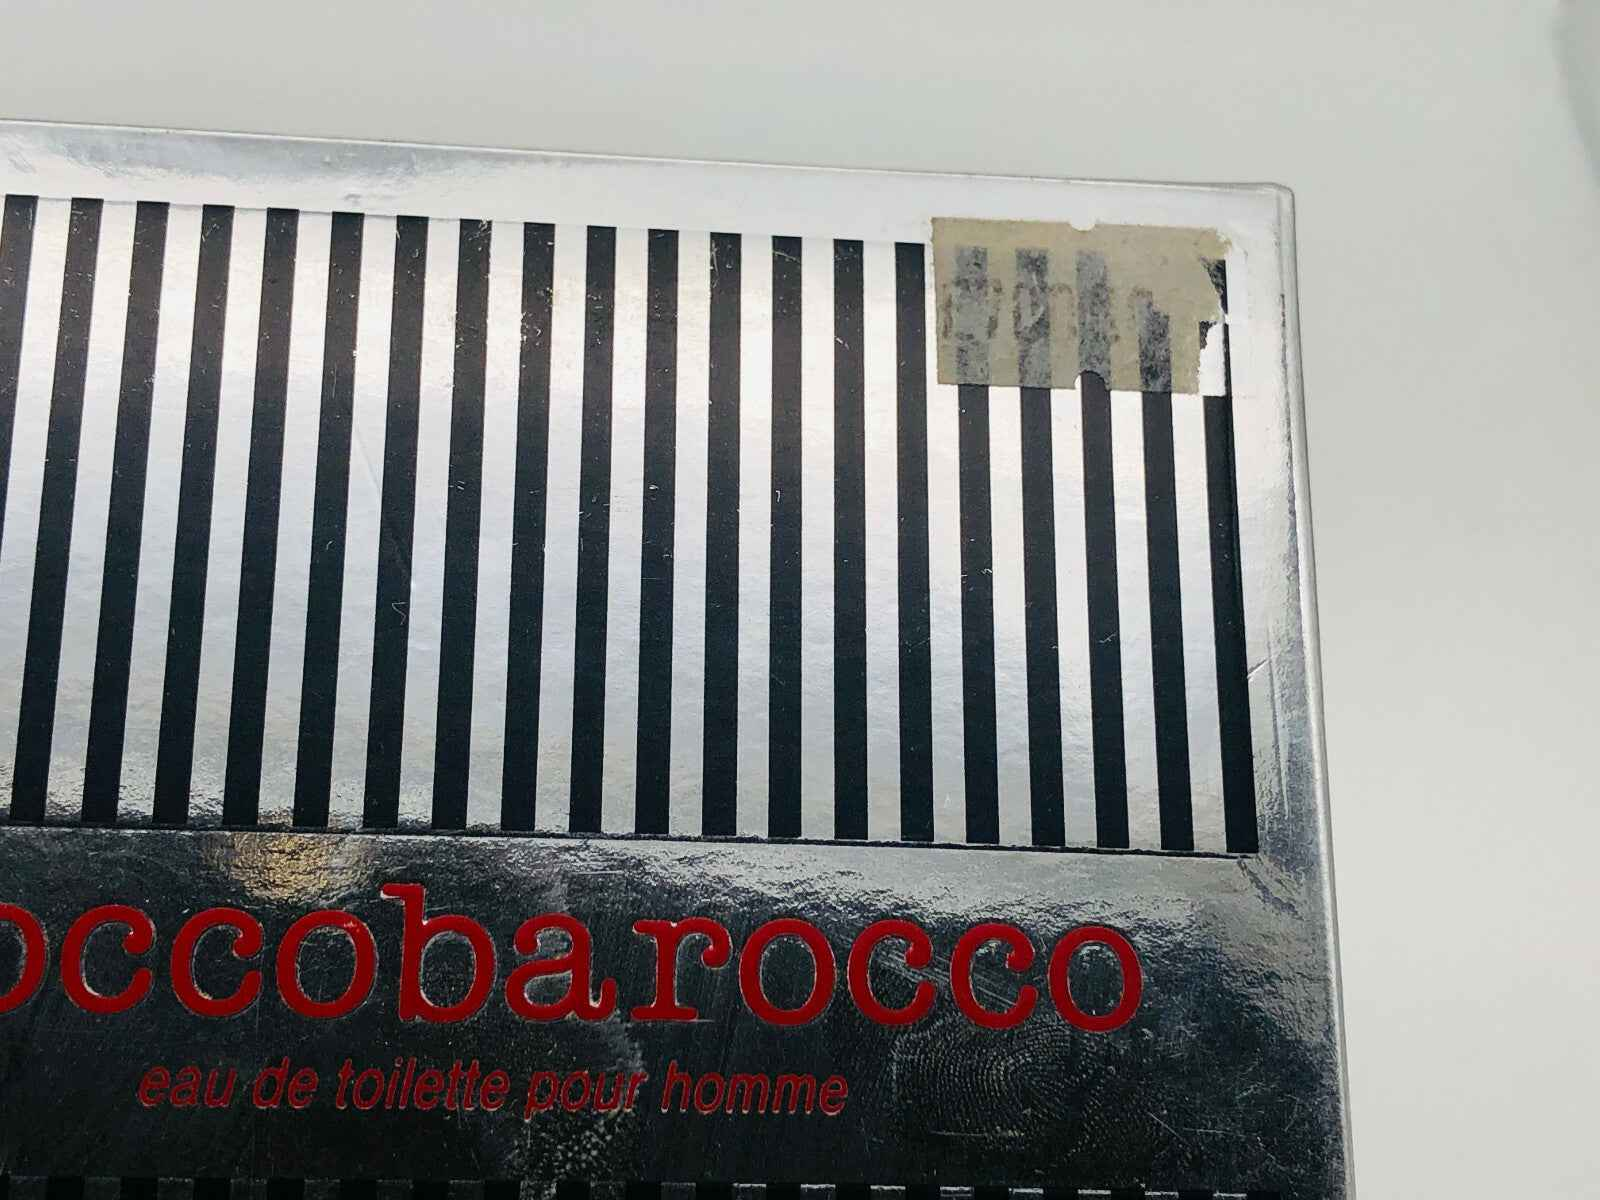 occobarocco
eau de toilette pour homme